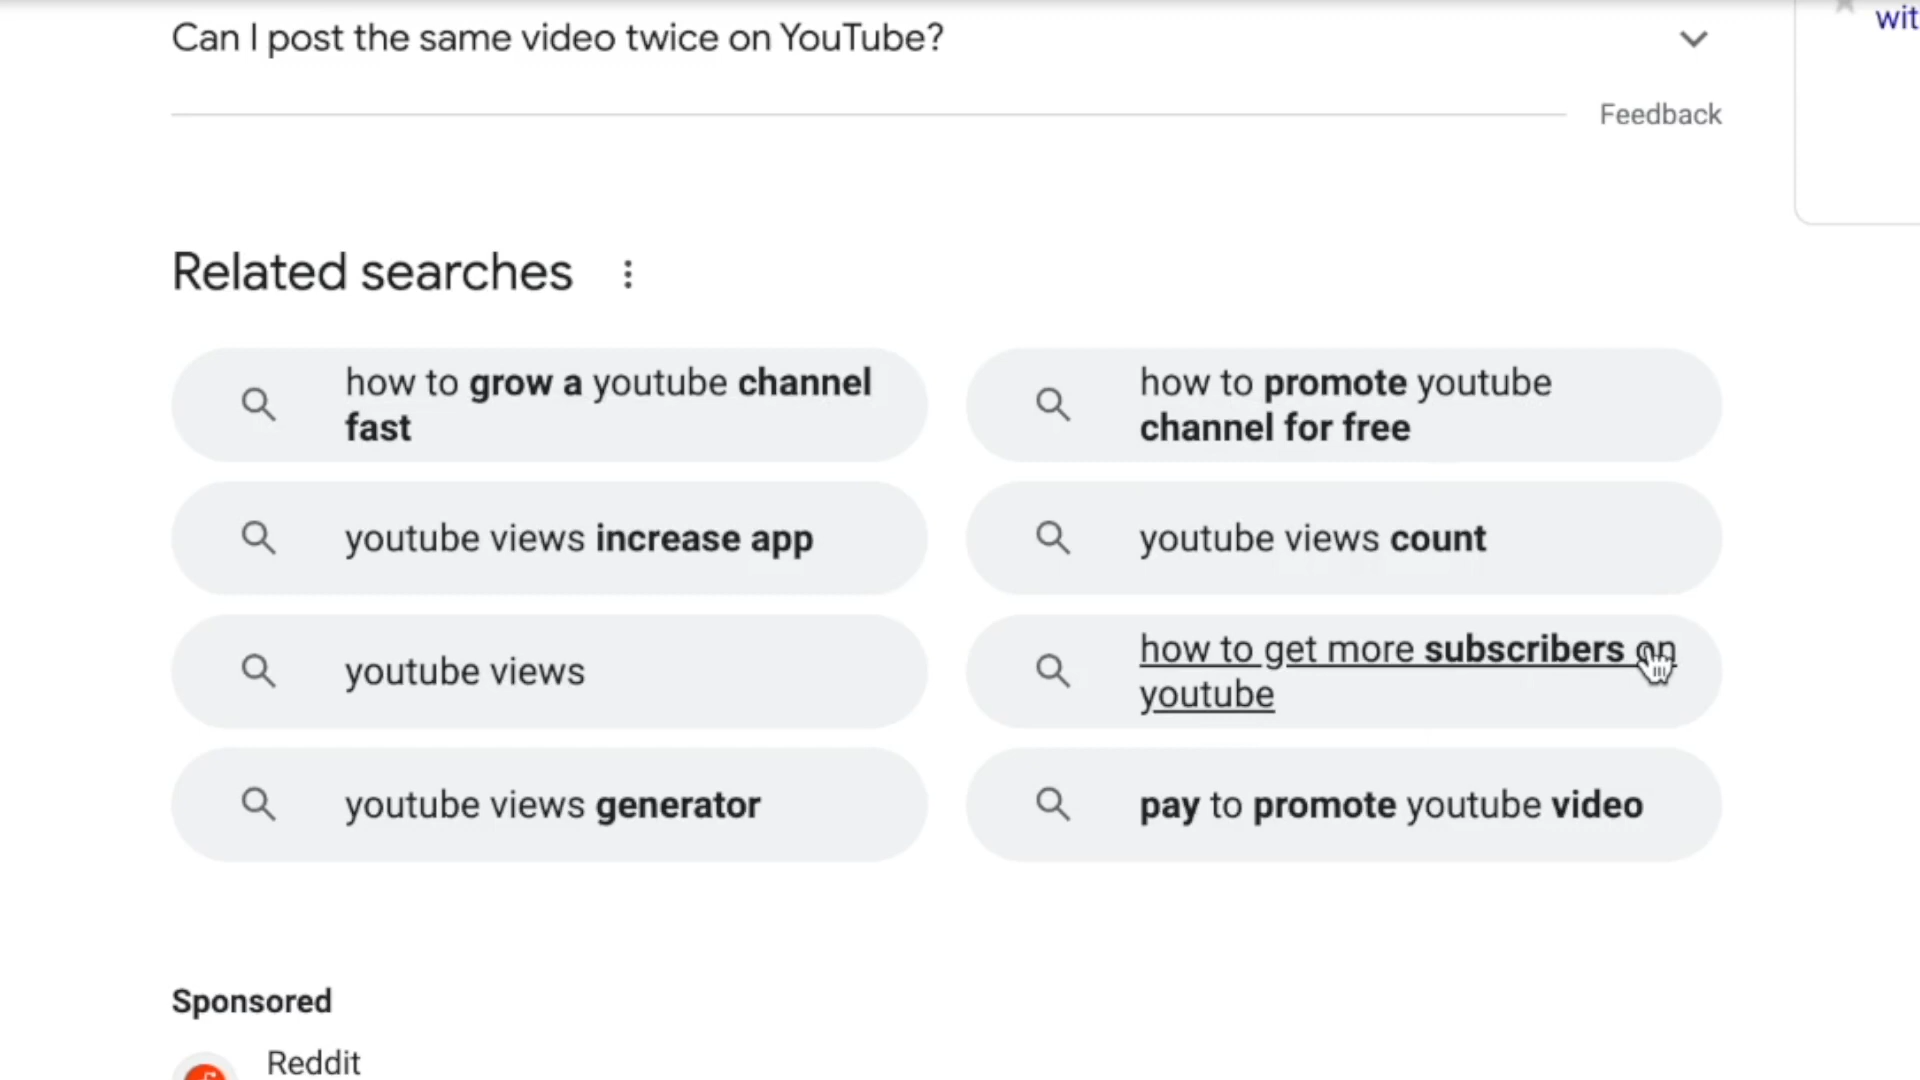 Can I post the same video twice on YouTube?
wit
Feedback
Related searches
how to grow a youtube channel
fast
how to promote youtube
channel for free
youtube views increase app
youtube views count
youtube views
how to get more subscribers on
youtube
youtube views generator
pay to promote youtube video
Sponsored
Reddit